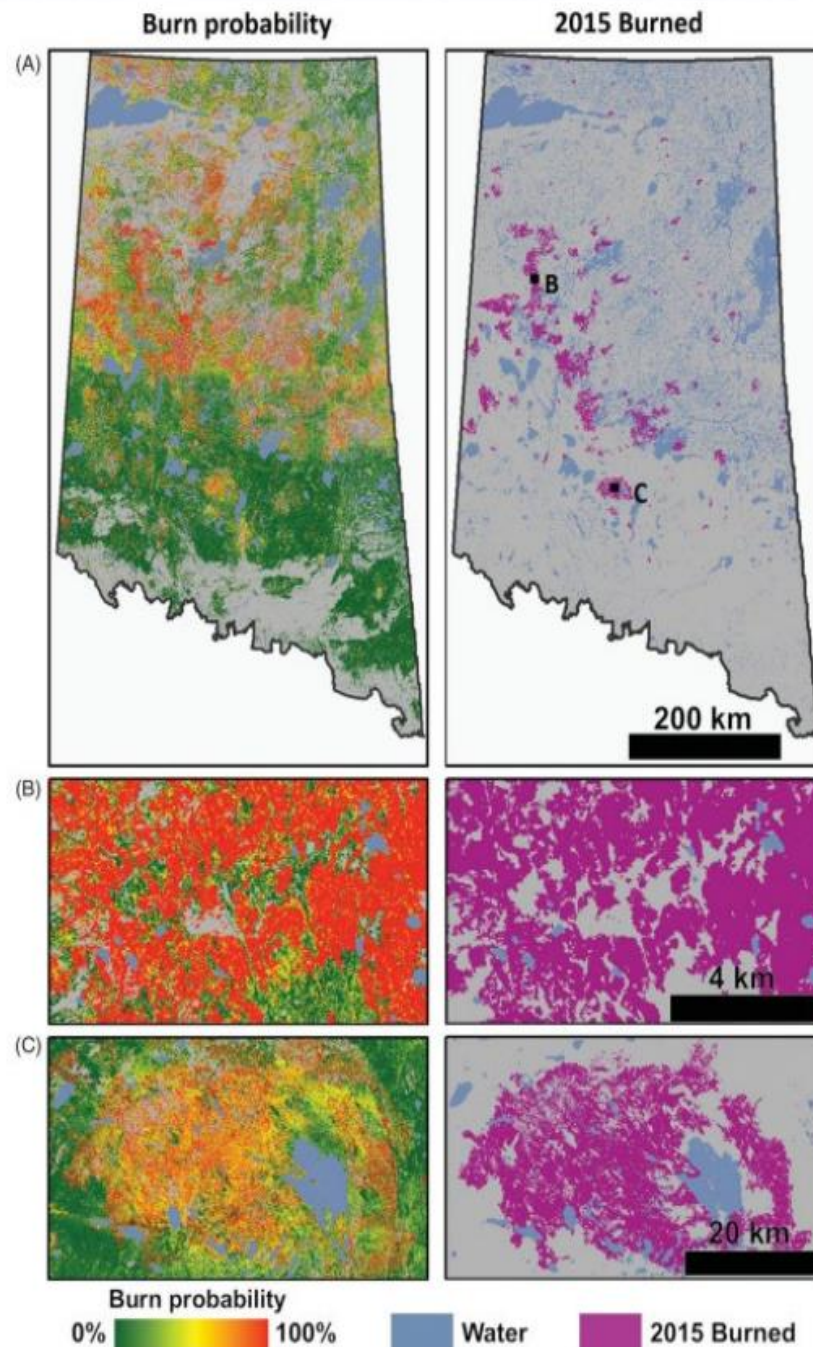 Burn probability 2015 Burned
(A)
B
C
200 km
(B)
4 km
(C)
20 km
Burn probability
0% 100% Water 2015 Burned